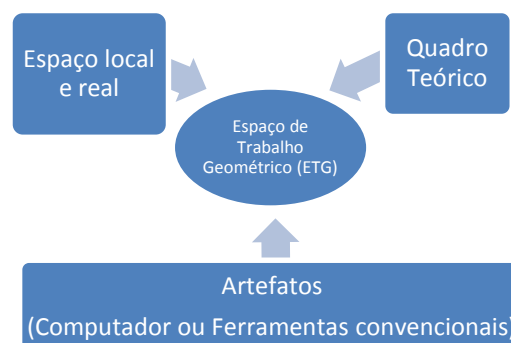 Espaço local
e real
Quadro
Teórico
Espaço de
Trabalho
Geométrico (ETG)
Artefatos
(Computador ou Ferramentas convencionais)